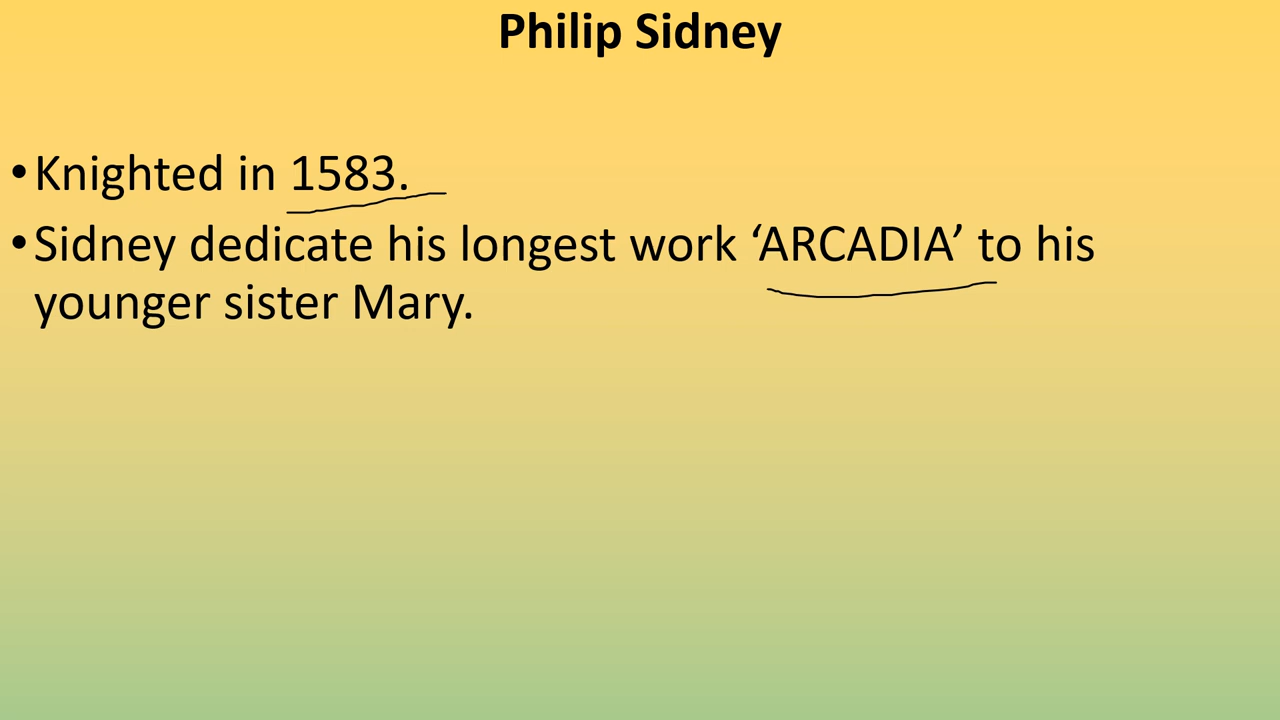 Philip Sidney
•Knighted in 1583.
•Sidney dedicate his longest work ‘ARCADIA’ to his
younger sister Mary.